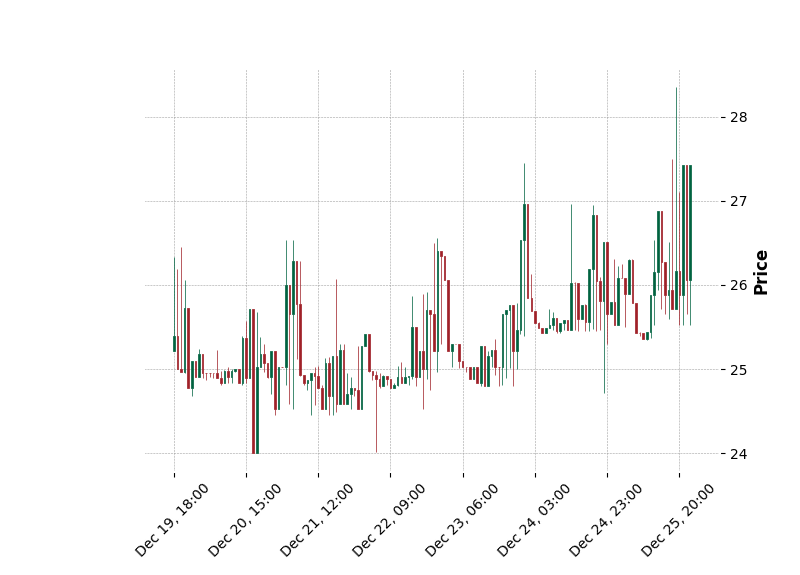 28
27
26
25
24
Price
Dec 19, 18:00
Dec 20, 15:00
Dec 21, 12:00
Dec 22, 09:00
Dec 23, 06:00
Dec 24, 03:00
Dec 24, 23:00
Dec 25, 20:00